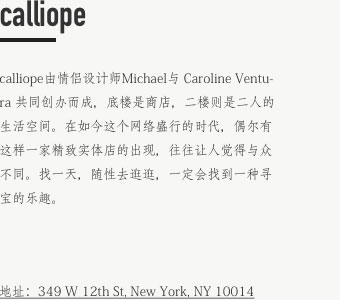 calliope
calliope由情侣设计师Michael与 Caroline Ventu-
ra 共同创办而成，底楼是商店，二楼则是二人的
生活空间。在如今这个网络盛行的时代，偶尔有
这样一家精致实体店的出现，往往让人觉得与众
不同。找一天，随性去逛逛，一定会找到一种寻
宝的乐趣。
地址：349 W 12th St, New York, NY 10014